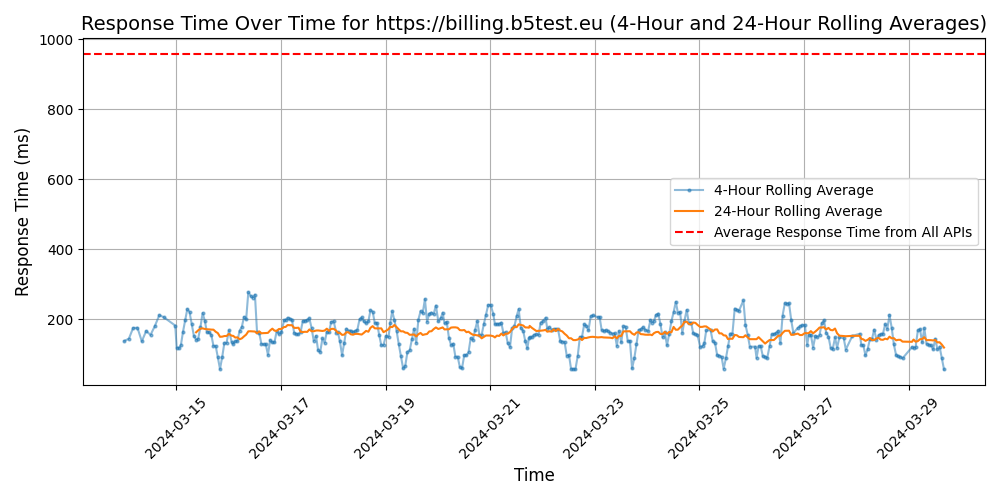 Response Time Over Time for https://billing.b5test.eu (4-Hour and 24-Hour Rolling Averages)
1000
800
600
400
200
Response Time (ms)
4-Hour Rolling Average
24-Hour Rolling Average
Average Response Time from All APIs
2024-03-15
2024-03-17
2024-03-19
2024-03-21
2024-03-23
2024-03-25
2024-03-27
2024-03-29
Time